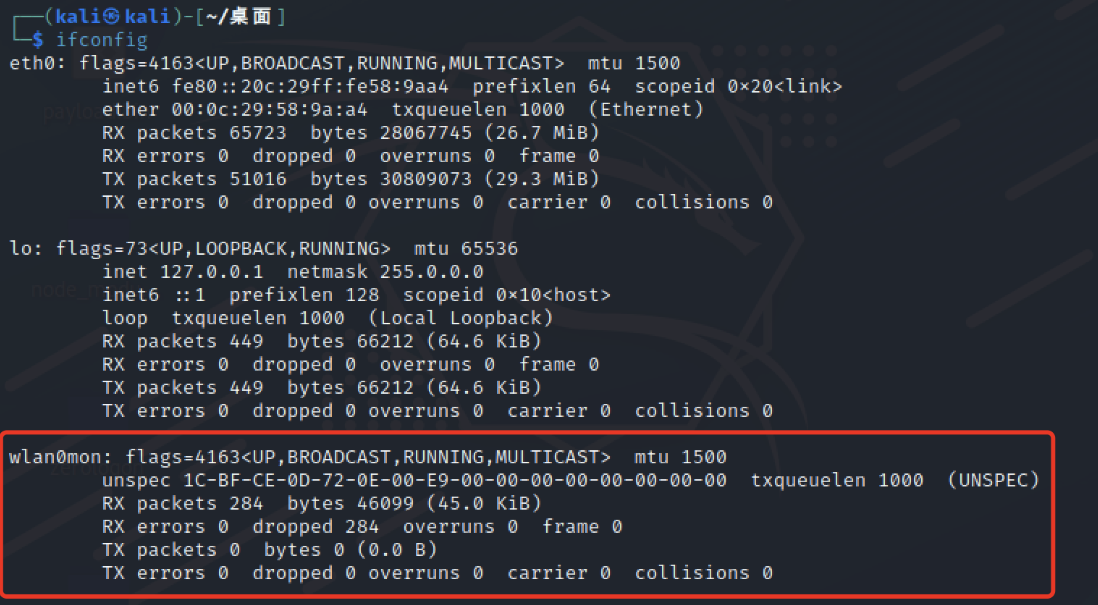 (kali㉿kali)-[~/桌面]
$ ifconfig
eth0: flags=4163<UP,BROADCAST,RUNNING,MULTICAST>  mtu 1500
inet6 fe80::20c:29ff:fe58:9aa4  prefixlen 64  scopeid 0×20<link>
ether 00:0c:29:58:9a:a4  txqueuelen 1000  (Ethernet)
RX packets 65723  bytes 28067745 (26.7 MiB)
RX errors 0  dropped 0  overruns 0  frame 0
TX packets 51016  bytes 30809073 (29.3 MiB)
TX errors 0  dropped 0 overruns 0  carrier 0  collisions 0
lo: flags=73<UP,LOOPBACK,RUNNING>  mtu 65536
inet 127.0.0.1  netmask 255.0.0.0
inet6 ::1  prefixlen 128  scopeid 0×10<host>
loop  txqueuelen 1000  (Local Loopback)
RX packets 449  bytes 66212 (64.6 KiB)
RX errors 0  dropped 0  overruns 0  frame 0
TX packets 449  bytes 66212 (64.6 KiB)
TX errors 0  dropped 0 overruns 0  carrier 0  collisions 0
wlan0mon: flags=4163<UP,BROADCAST,RUNNING,MULTICAST>  mtu 1500
unspec 1C-BF-CE-0D-72-0E-00-E9-00-00-00-00-00-00-00-00  txqueuelen 1000  (UNSPEC)
RX packets 284  bytes 46099 (45.0 KiB)
RX errors 0  dropped 284  overruns 0  frame 0
TX packets 0  bytes 0 (0.0 B)
TX errors 0  dropped 0 overruns 0  carrier 0  collisions 0